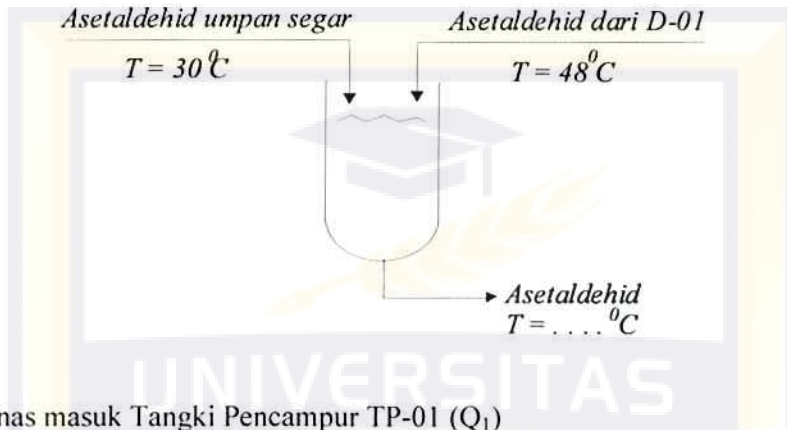 Asetaldehid umpan segar
Asetaldehid dari D-01
T = 30 ⁰C
T = 48⁰C
Asetaldehid
T = . . . . ⁰C
UNIVERSITAS
nas masuk Tangki Pencampur TP-01 (Q₁)